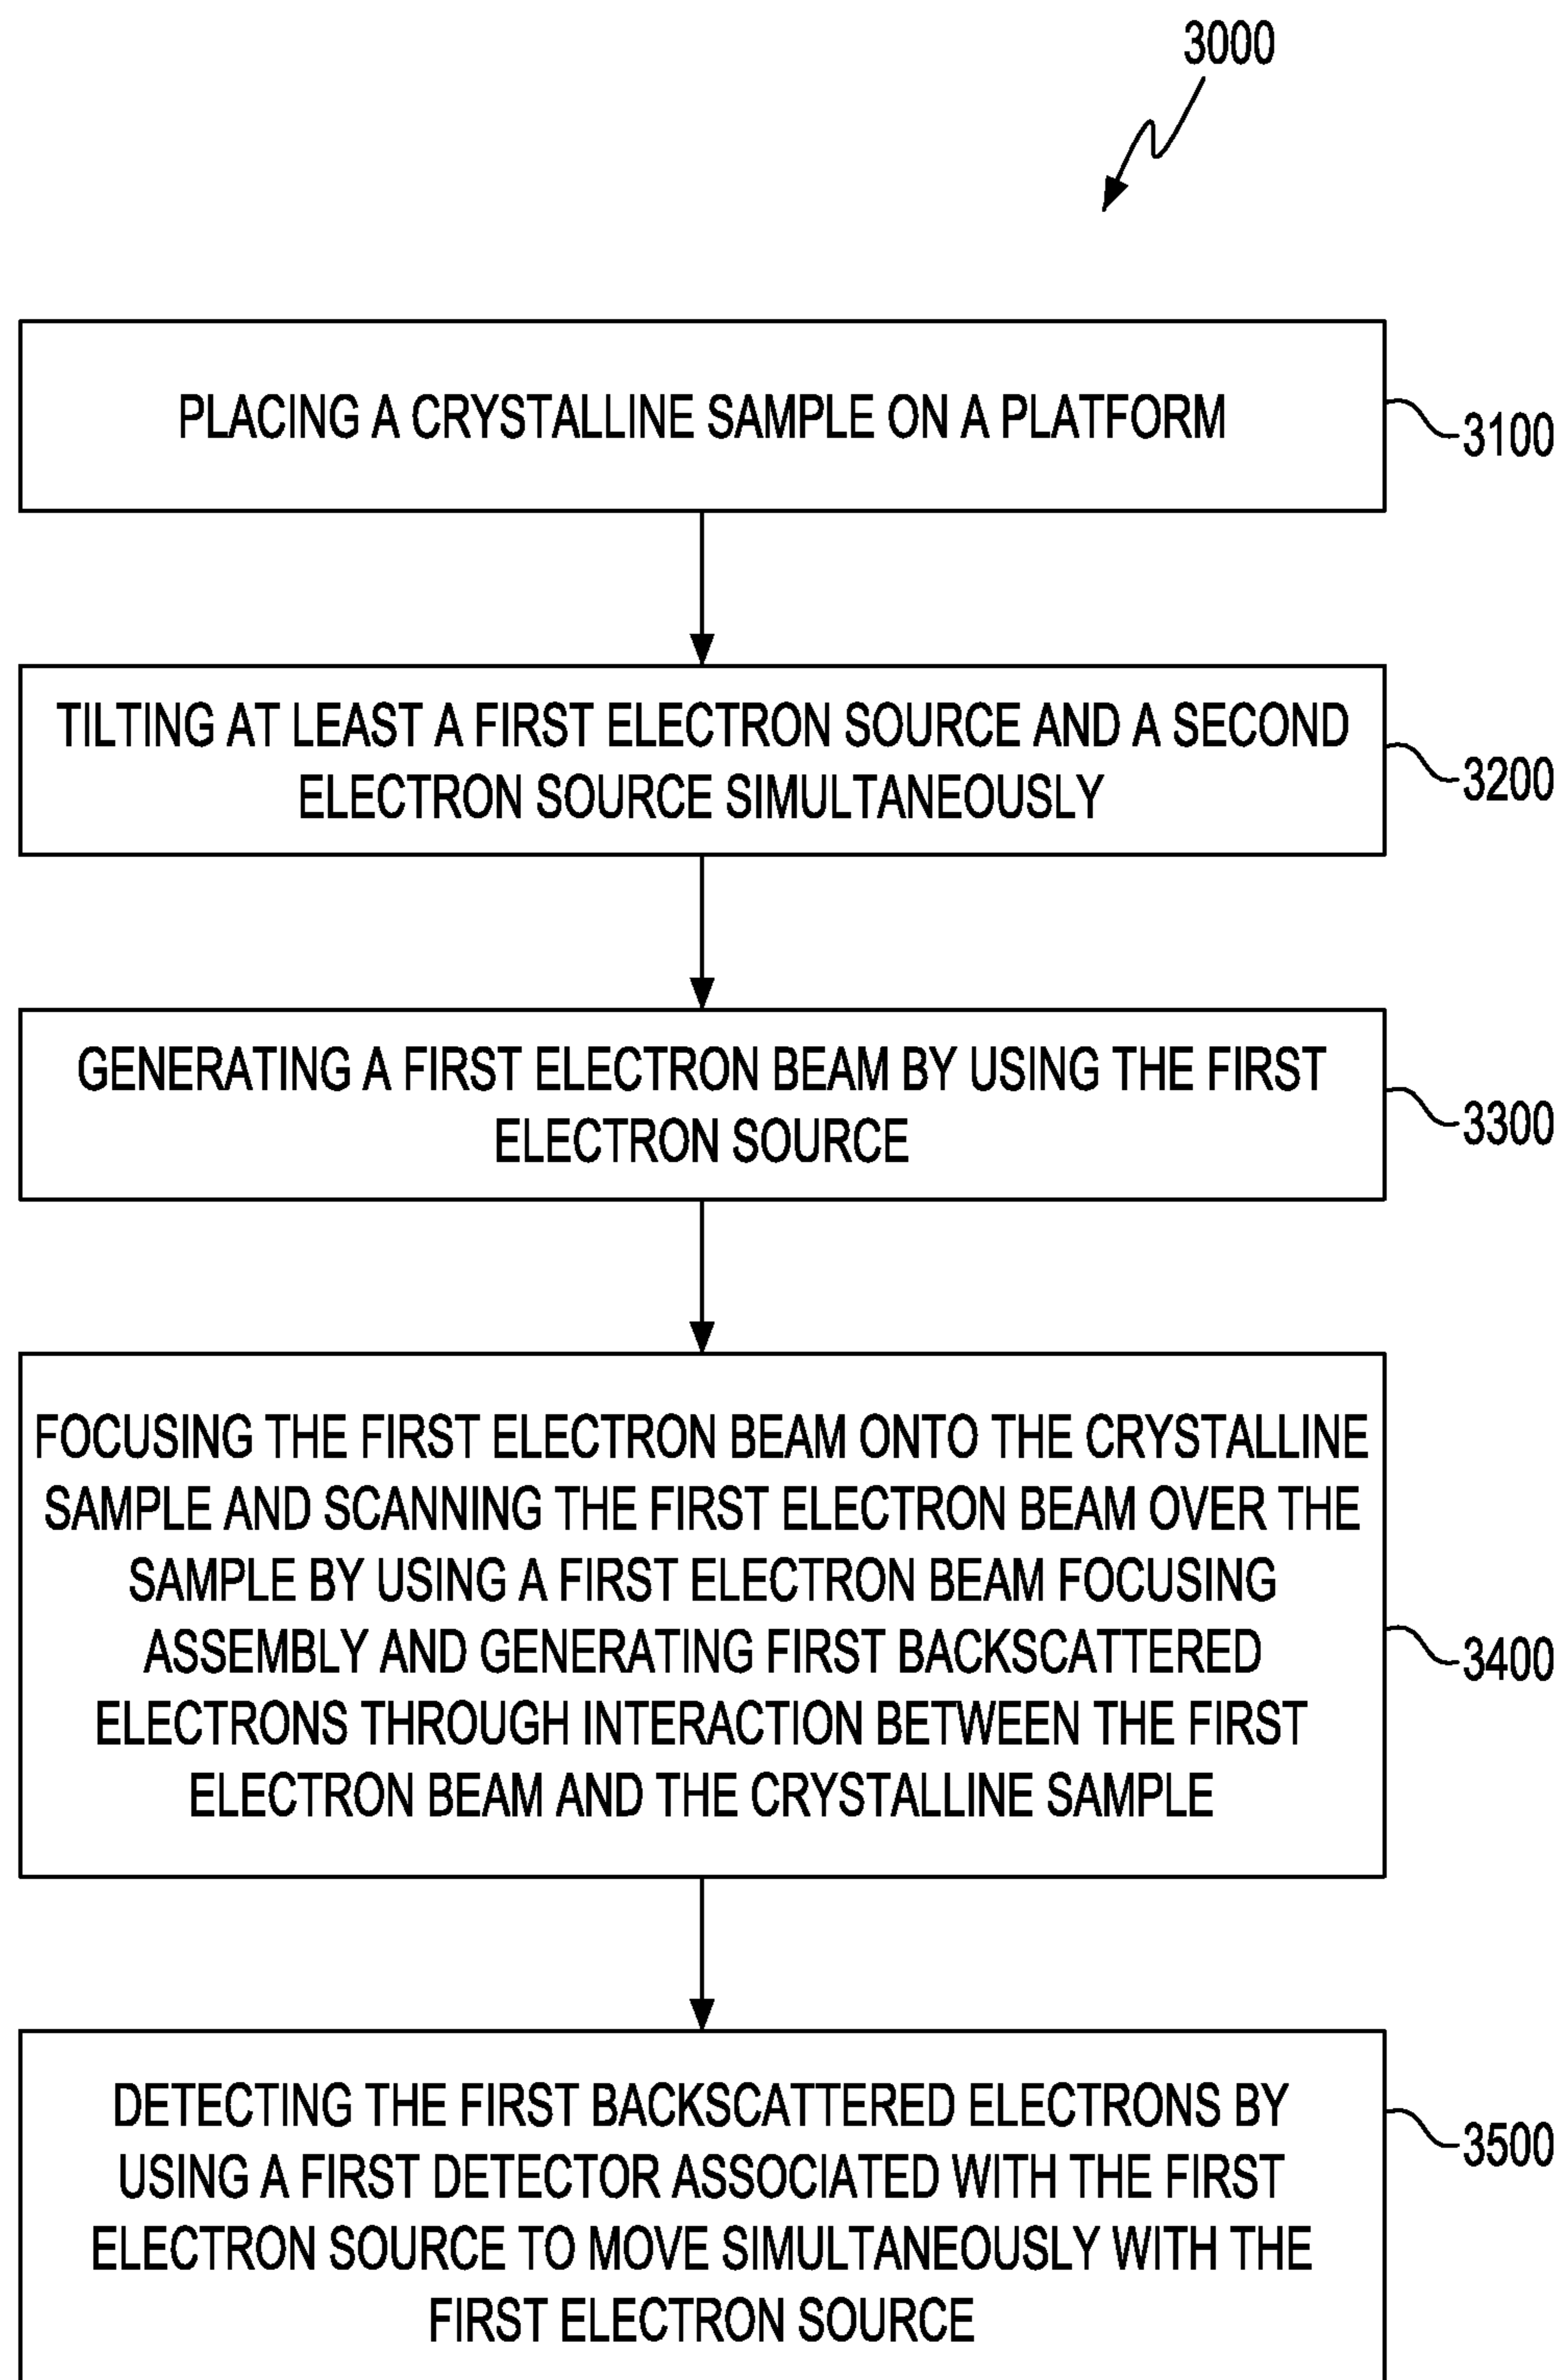 3000
PLACING A CRYSTALLINE SAMPLE ON A PLATFORM
3100
TILTING AT LEAST A FIRST ELECTRON SOURCE AND A SECOND
ELECTRON SOURCE SIMULTANEOUSLY
3200
GENERATING A FIRST ELECTRON BEAM BY USING THE FIRST
ELECTRON SOURCE
3300
FOCUSING THE FIRST ELECTRON BEAM ONTO THE CRYSTALLINE
SAMPLE AND SCANNING THE FIRST ELECTRON BEAM OVER THE
SAMPLE BY USING A FIRST ELECTRON BEAM FOCUSING
ASSEMBLY AND GENERATING FIRST BACKSCATTERED
ELECTRONS THROUGH INTERACTION BETWEEN THE FIRST
ELECTRON BEAM AND THE CRYSTALLINE SAMPLE
3400
DETECTING THE FIRST BACKSCATTERED ELECTRONS BY
USING A FIRST DETECTOR ASSOCIATED WITH THE FIRST
ELECTRON SOURCE TO MOVE SIMULTANEOUSLY WITH THE
FIRST ELECTRON SOURCE
3500